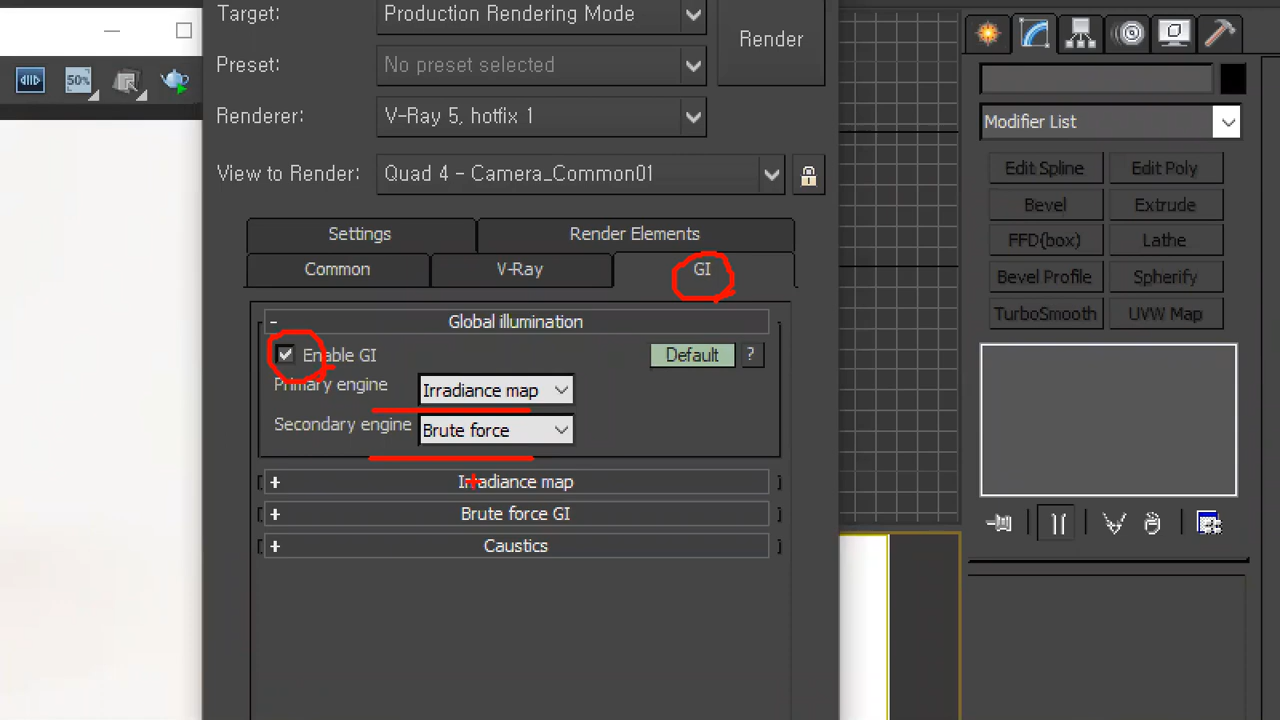 Target: Production Rendering Mode
Render
Preset: No preset selected
Renderer: V-Ray 5, hotfix 1
View to Render: Quad 4 - Camera_Common01
Settings Render Elements
Common V-Ray GI
- Global illumination
Enable GI Default ?
Primary engine Irradiance map
Secondary engine Brute force
+ Irradiance map
+ Brute force GI
+ Caustics
50%
Modifier List
Edit Spline Edit Poly
Bevel Extrude
FFD(box) Lathe
Bevel Profile Spherify
TurboSmooth UVW Map